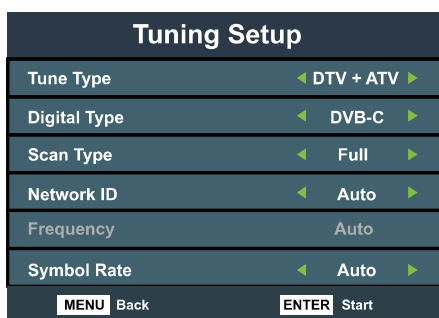 Tuning Setup
Tune Type DTV + ATV
Digital Type DVB-C
Scan Type Full
Network ID Auto
Frequency Auto
Symbol Rate Auto
MENU Back ENTER Start